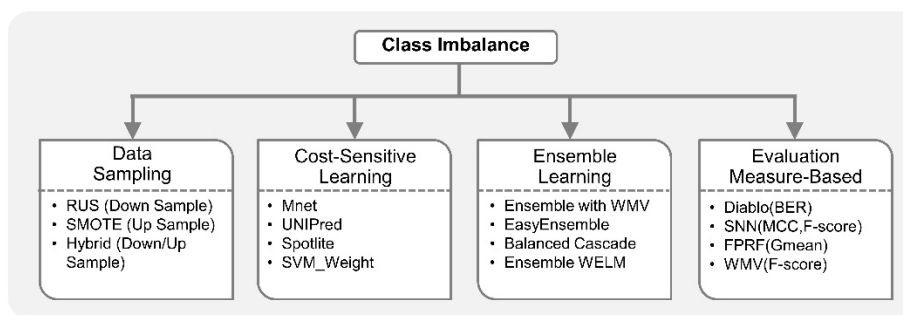 Class Imbalance
Data
Sampling
• RUS (Down Sample)
• SMOTE (Up Sample)
• Hybrid (Down/Up
Sample)
Cost-Sensitive
Learning
• Mnet
• UNIPred
• Spotlite
• SVM_Weight
Ensemble
Learning
• Ensemble with WMV
• EasyEnsemble
• Balanced Cascade
• Ensemble WELM
Evaluation
Measure-Based
• Diablo(BER)
• SNN(MCC,F-score)
• FPRF(Gmean)
• WMV(F-score)